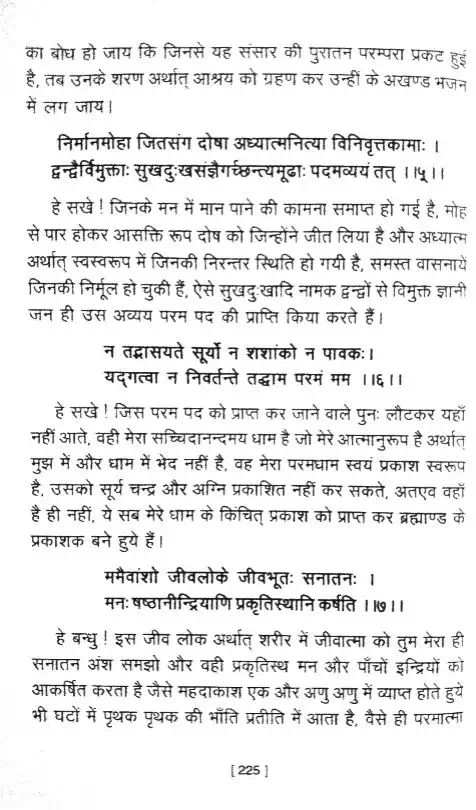 का बोध हो जाय कि जिनसे यह संसार की पुरातन परम्परा प्रकट हुई
है, तब उनके शरण अर्थात् आश्रय को ग्रहण कर उन्हीं के अखण्ड भजन
में लग जाय।
निर्मानमोहा जितसंग दोषा अध्यात्मनित्या विनिवृत्तकामाः ।
द्वन्द्वैर्विमुक्ताः सुखदुःखसंज्ञैगर्च्छन्त्यमूढाः पदमव्ययं तत् ।।५।।
हे सखे ! जिनके मन में मान पाने की कामना समाप्त हो गई है, मोह
से पार होकर आसक्ति रूप दोष को जिन्होंने जीत लिया है और अध्यात्म
अर्थात् स्वस्वरूप में जिनकी निरन्तर स्थिति हो गयी है, समस्त वासनायें
जिनकी निर्मूल हो चुकी हैं, ऐसे सुखदुःखादि नामक द्वन्द्वों से विमुक्त ज्ञानी
जन ही उस अव्यय परम पद की प्राप्ति किया करते हैं।
न तद्भासयते सूर्यो न शशांको न पावकः।
यद्गत्वा न निवर्तन्ते तद्धाम परमं मम ।।६।।
हे सखे ! जिस परम पद को प्राप्त कर जाने वाले पुनः लौटकर यहाँ
नहीं आते, वही मेरा सच्चिदानन्दमय धाम है जो मेरे आत्मानुरूप है अर्थात्
मुझ में और धाम में भेद नहीं है, वह मेरा परमधाम स्वयं प्रकाश स्वरूप
है, उसको सूर्य चन्द्र और अग्नि प्रकाशित नहीं कर सकते, अतएव वहाँ
है ही नहीं, ये सब मेरे धाम के किंचित् प्रकाश को प्राप्त कर ब्रह्माण्ड के
प्रकाशक बने हुये हैं।
ममैवांशो जीवलोके जीवभूतः सनातनः ।
मनः षष्ठानीन्द्रियाणि प्रकृतिस्थानि कर्षति ।।७।।
हे बन्धु ! इस जीव लोक अर्थात् शरीर में जीवात्मा को तुम मेरा ही
सनातन अंश समझो और वही प्रकृतिस्थ मन और पाँचों इन्द्रियों को
आकर्षित करता है जैसे महदाकाश एक और अणु अणु में व्याप्त होते हुये
भी घटों में पृथक पृथक की भाँति प्रतीति में आता है, वैसे ही परमात्मा
[ 225 ]